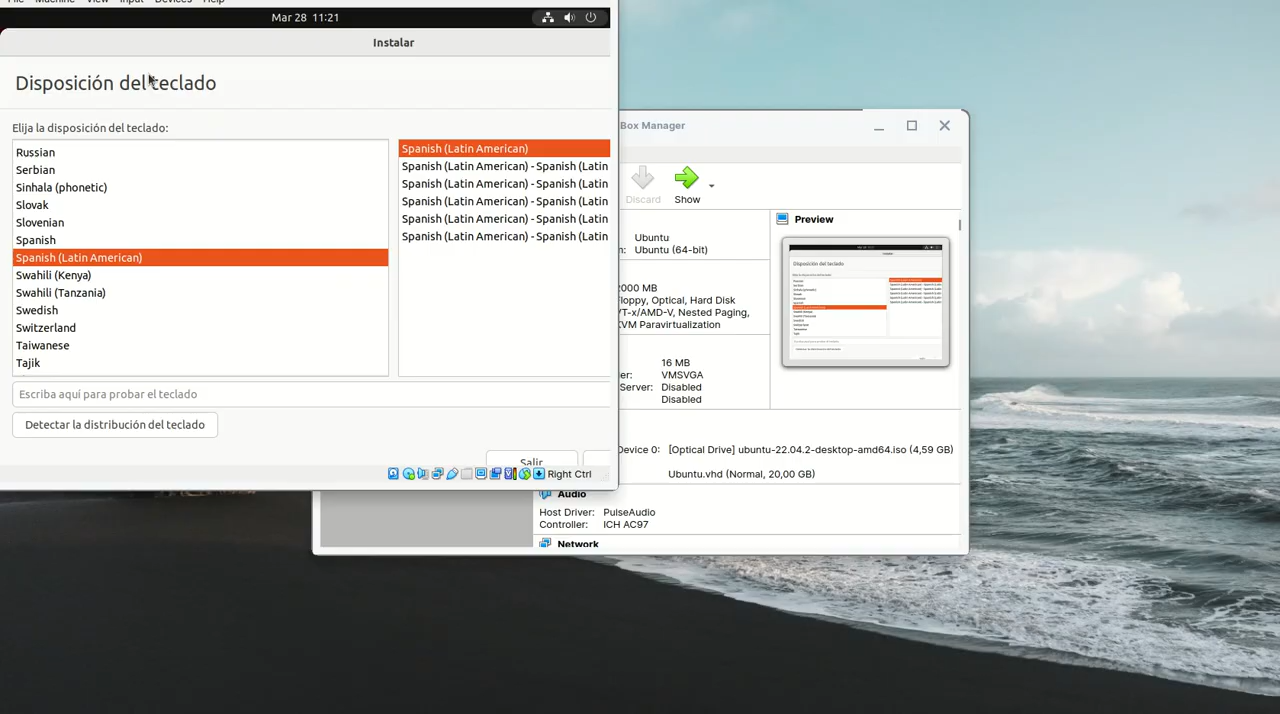 File Machine View Input Devices Help
Mar 28 11:21
Instalar
Disposición del teclado
Elija la disposición del teclado:
Russian
Serbian
Sinhala (phonetic)
Slovak
Slovenian
Spanish
Spanish (Latin American)
Swahili (Kenya)
Swahili (Tanzania)
Swedish
Switzerland
Taiwanese
Tajik
Spanish (Latin American)
Spanish (Latin American) - Spanish (Latin
Spanish (Latin American) - Spanish (Latin
Spanish (Latin American) - Spanish (Latin
Spanish (Latin American) - Spanish (Latin
Spanish (Latin American) - Spanish (Latin
Escriba aquí para probar el teclado
Detectar la distribución del teclado
Salir
Right Ctrl
Box Manager
Discard
Show
Ubuntu
n: Ubuntu (64-bit)
2000 MB
Floppy, Optical, Hard Disk
VT-x/AMD-V, Nested Paging,
KVM Paravirtualization
16 MB
er: VMSVGA
Server: Disabled
Disabled
Preview
Device 0: [Optical Drive] ubuntu-22.04.2-desktop-amd64.iso (4,59 GB)
Ubuntu.vhd (Normal, 20,00 GB)
Audio
Host Driver: PulseAudio
Controller: ICH AC97
Network